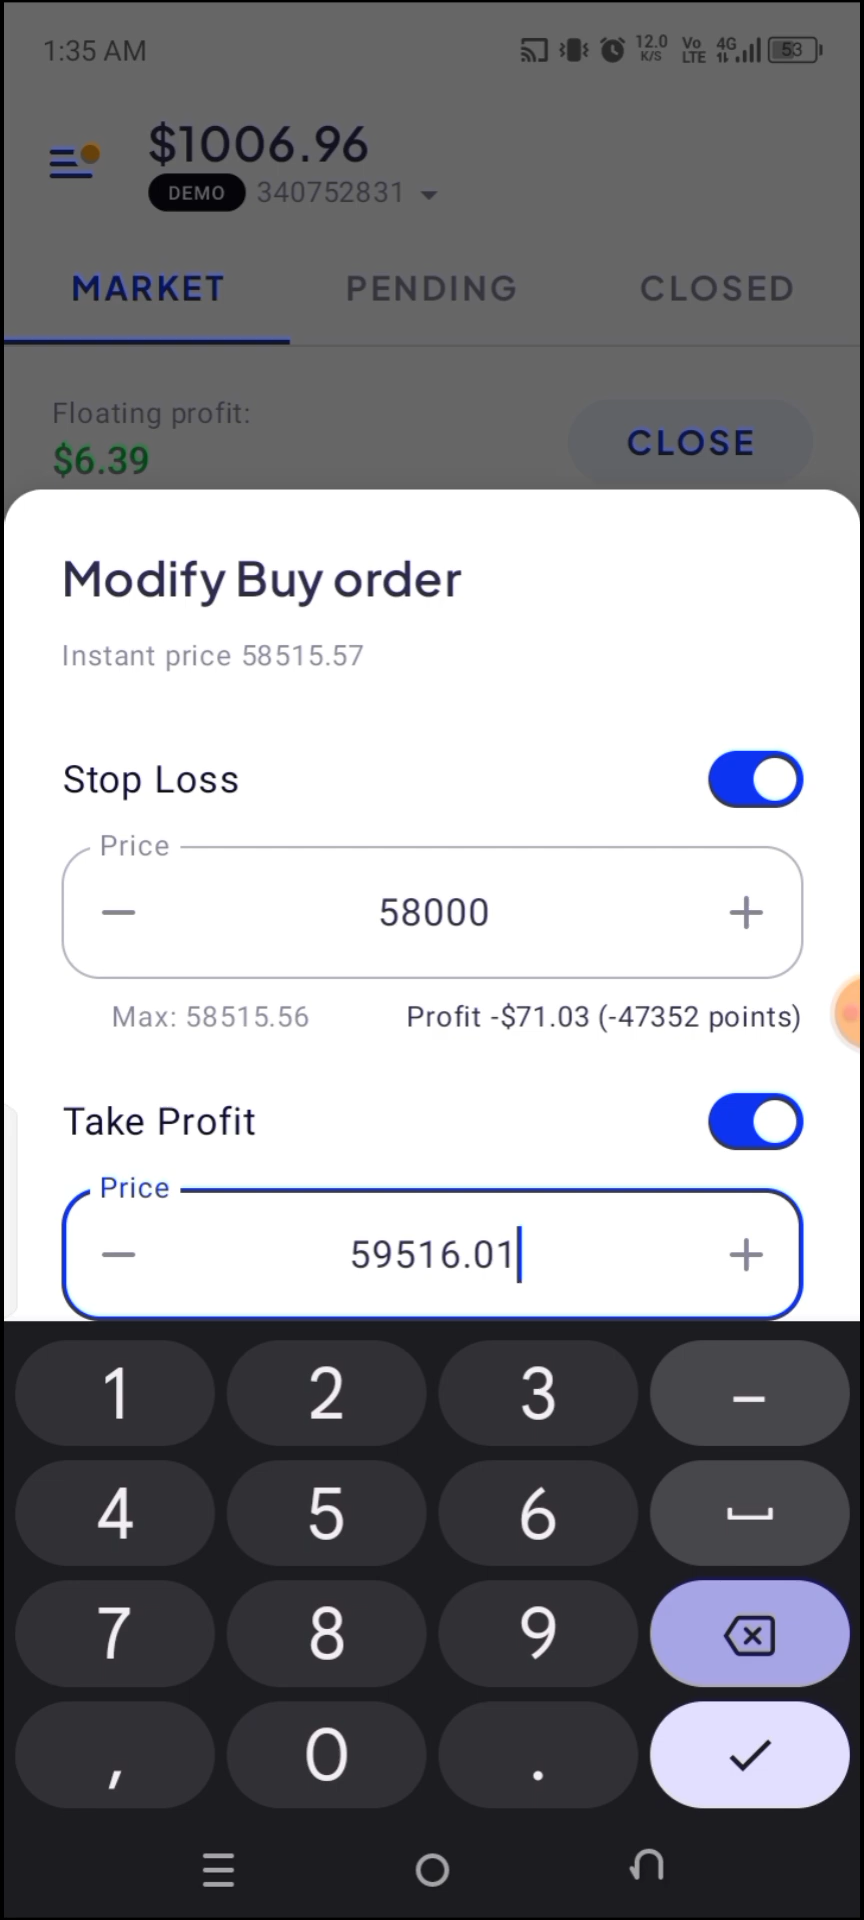 1:35 AM
12.0 K/S Vo LTE 4G 53
$1006.96
DEMO 340752831
MARKET PENDING CLOSED
Floating profit:
$6.39
CLOSE
Modify Buy order
Instant price 58515.57
Stop Loss
Price
− 58000 +
Max: 58515.56 Profit -$71.03 (-47352 points)
Take Profit
Price
− 59516.01 +
1 2 3 –
4 5 6
7 8 9
, 0 .